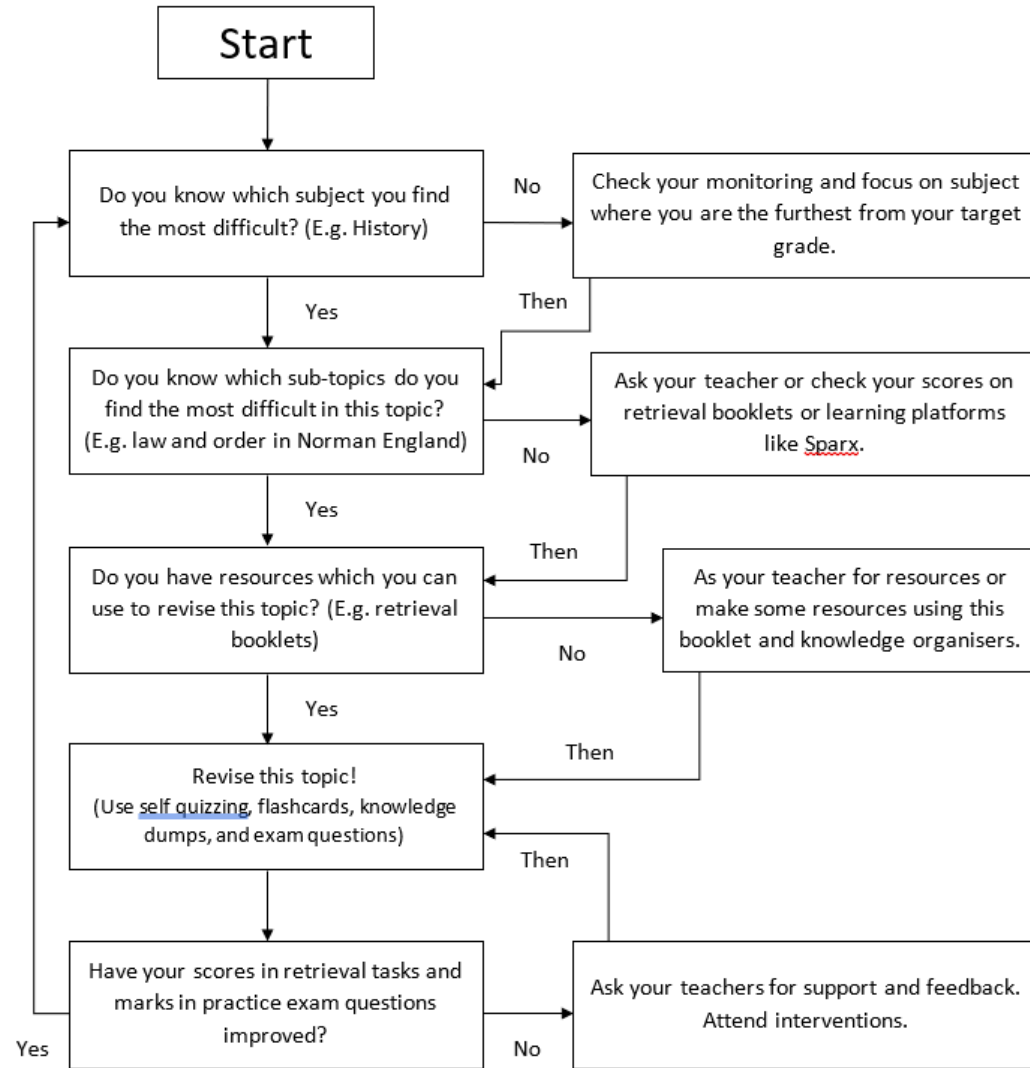 Start
Do you know which subject you find
the most difficult? (E.g. History)
No
Check your monitoring and focus on subject
where you are the furthest from your target
grade.
Yes
Then
Do you know which sub-topics do you
find the most difficult in this topic?
(E.g. law and order in Norman England)
No
Ask your teacher or check your scores on
retrieval booklets or learning platforms
like Sparx.
Yes
Then
Do you have resources which you can
use to revise this topic? (E.g. retrieval
booklets)
No
As your teacher for resources or
make some resources using this
booklet and knowledge organisers.
Yes
Then
Revise this topic!
(Use self quizzing, flashcards, knowledge
dumps, and exam questions)
Then
Have your scores in retrieval tasks and
marks in practice exam questions
improved?
Yes
No
Ask your teachers for support and feedback.
Attend interventions.